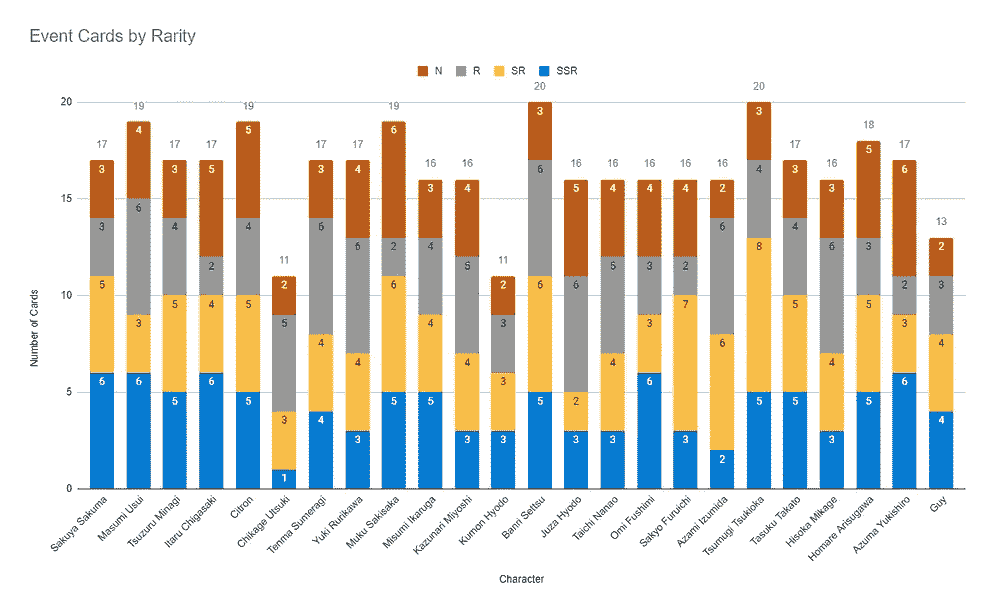 Event Cards by Rarity
N R SR SSR
20
15
10
5
0
Number of Cards
17 19 17 17 19 11 17 17 19 16 16 11 20 16 16 16 16 16 20 17 16 18 17 13
3 4 3 5 5 2 3 4 6 3 4 2 3 5 4 4 4 2 3 3 3 5 6 2
3 6 4 2 4 5 6 6 2 4 5 3 6 6 5 3 2 6 4 4 6 3 2 3
5 3 5 4 5 3 4 4 6 4 4 3 6 2 4 3 7 6 8 5 4 5 3 4
6 6 5 6 5 1 4 3 5 5 3 3 5 3 3 6 3 2 5 5 3 5 6 4
Sakuya Sakuma
Masumi Usui
Tsuzuru Minagi
Itaru Chigasaki
Citron
Chikage Utsuki
Tenma Sumeragi
Yuki Rurikawa
Muku Sakisaka
Misumi Ikaruga
Kazunari Miyoshi
Kumon Hyodo
Banri Settsu
Juza Hyodo
Taichi Nanao
Omi Fushimi
Sakyo Furuichi
Azami Izumida
Tsumugi Tsukioka
Tasuku Takato
Hisoka Mikage
Homare Arisugawa
Azuma Yukishiro
Guy
Character